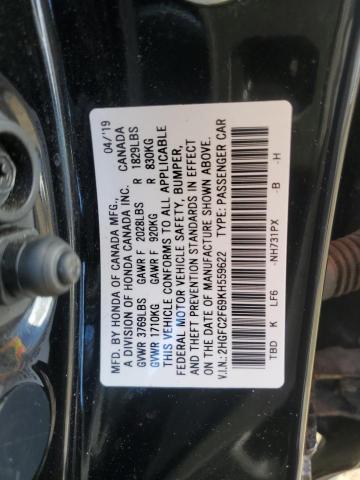 MFD. BY HONDA OF CANADA MFG., 04/'19
A DIVISION OF HONDA CANADA INC. CANADA
GVWR 3769LBS GAWR F 2028LBS R 1829LBS
GVWR 1710KG GAWR F 920KG R 830KG
THIS VEHICLE CONFORMS TO ALL APPLICABLE
FEDERAL MOTOR VEHICLE SAFETY, BUMPER,
AND THEFT PREVENTION STANDARDS IN EFFECT
ON THE DATE OF MANUFACTURE SHOWN ABOVE.
V.I.N.: 2HGFC2F69KH559622 TYPE: PASSENGER CAR
TBD K LF6 -NH731PX -B -H